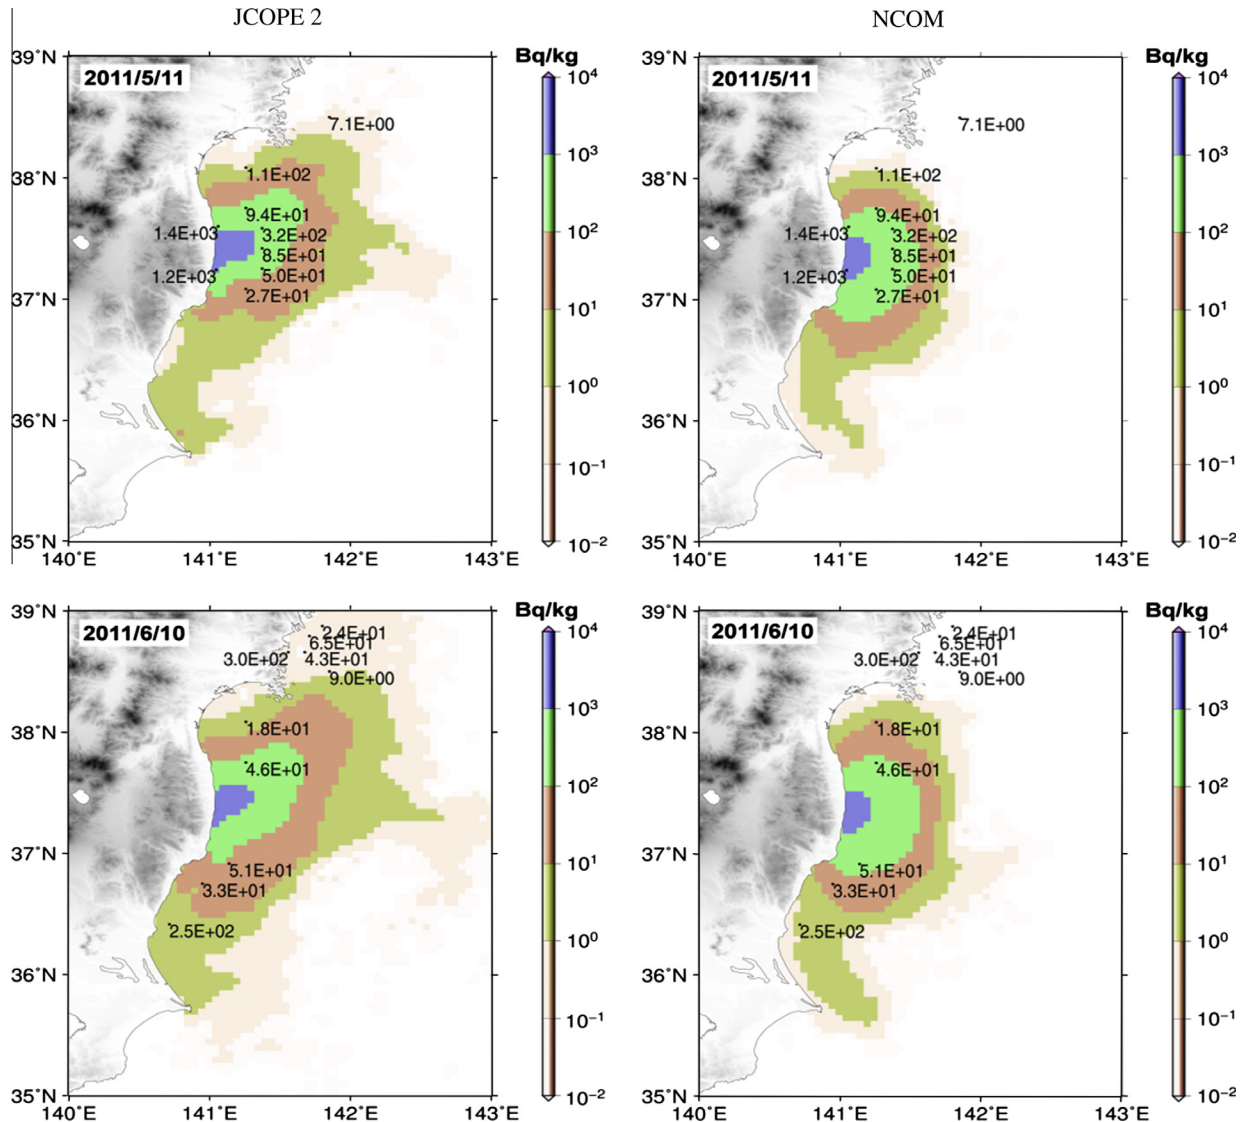 JCOPE 2
NCOM
39°N
2011/5/11
Bq/kg
10⁴
7.1E+00
10³
38°N
1.1E+02
9.4E+01
1.4E+03
3.2E+02
10²
8.5E+01
1.2E+03
5.0E+01
37°N
2.7E+01
10¹
10⁰
36°N
10⁻¹
35°N
10⁻²
140°E
141°E
142°E
143°E
39°N
2011/5/11
Bq/kg
10⁴
7.1E+00
10³
38°N
1.1E+02
9.4E+01
1.4E+03
3.2E+02
10²
8.5E+01
1.2E+03
5.0E+01
37°N
2.7E+01
10¹
10⁰
36°N
10⁻¹
35°N
10⁻²
140°E
141°E
142°E
143°E
39°N
2011/6/10
Bq/kg
10⁴
2.4E+01
6.5E+01
3.0E+02
4.3E+01
9.0E+00
10³
38°N
1.8E+01
4.6E+01
10²
37°N
5.1E+01
10¹
3.3E+01
2.5E+02
10⁰
36°N
10⁻¹
35°N
10⁻²
140°E
141°E
142°E
143°E
39°N
2011/6/10
Bq/kg
10⁴
2.4E+01
6.5E+01
3.0E+02
4.3E+01
9.0E+00
10³
38°N
1.8E+01
4.6E+01
10²
37°N
5.1E+01
10¹
3.3E+01
2.5E+02
10⁰
36°N
10⁻¹
35°N
10⁻²
140°E
141°E
142°E
143°E